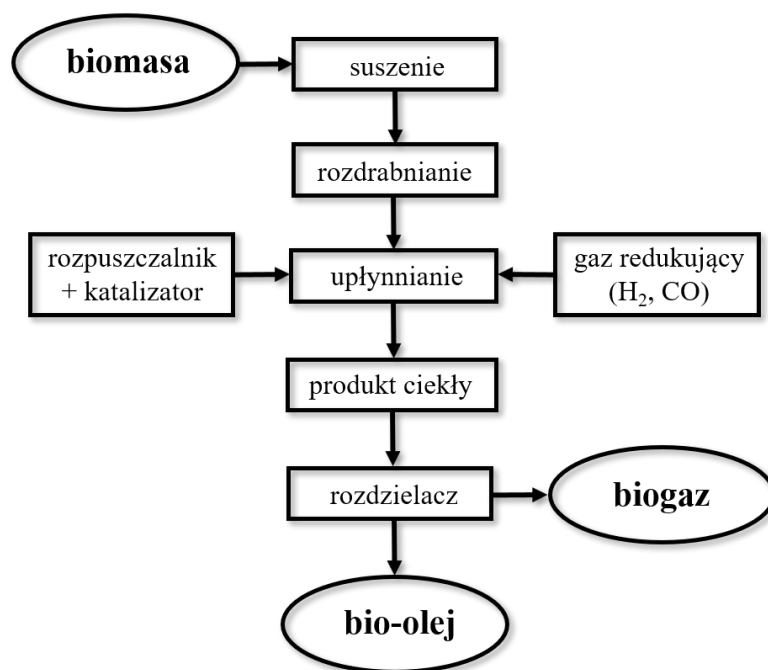 biomasa
suszenie
rozdrabnianie
rozpuszczalnik
+ katalizator
upłynnianie
gaz redukujący
(H₂, CO)
produkt ciekły
rozdzielacz
biogaz
bio-olej